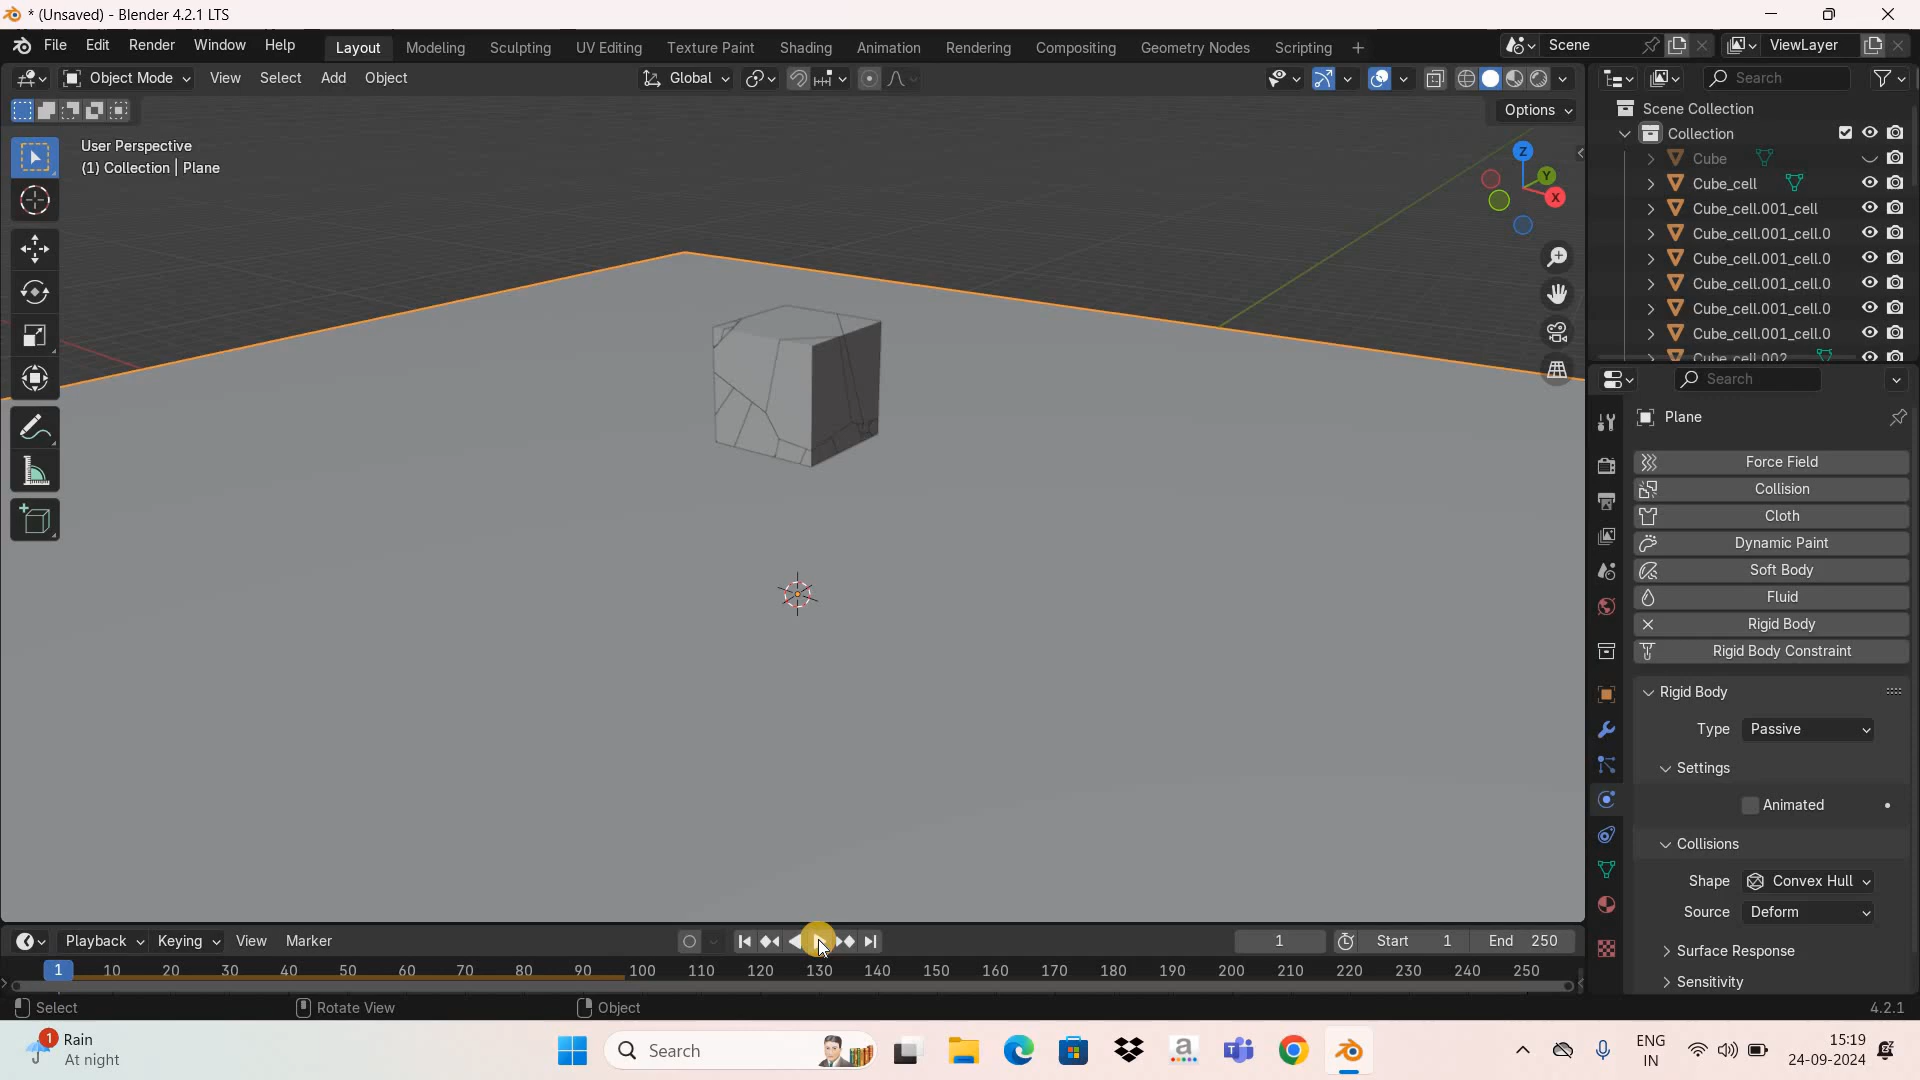 * (Unsaved) - Blender 4.2.1 LTS
File Edit Render Window Help Layout Modeling Sculpting UV Editing Texture Paint Shading Animation Rendering Compositing Geometry Nodes Scripting + Scene ViewLayer
Object Mode View Select Add Object Global Search
Options
User Perspective
(1) Collection | Plane
Z
Y
X
Scene Collection
Collection
Cube
Cube_cell
Cube_cell.001_cell
Cube_cell.001_cell.0
Cube_cell.001_cell.0
Cube_cell.001_cell.0
Cube_cell.001_cell.0
Cube_cell.001_cell.0
Cube_cell.002
Search
Plane
Force Field
Collision
Cloth
Dynamic Paint
Soft Body
Fluid
Rigid Body
Rigid Body Constraint
Rigid Body
Type Passive
Settings
Animated
Collisions
Shape Convex Hull
Source Deform
Surface Response
Sensitivity
Playback Keying View Marker 1 Start 1 End 250
1 10 20 30 40 50 60 70 80 90 100 110 120 130 140 150 160 170 180 190 200 210 220 230 240 250
Select Rotate View Object 4.2.1
1 Rain
At night
Search
ENG
IN
15:19
24-09-2024